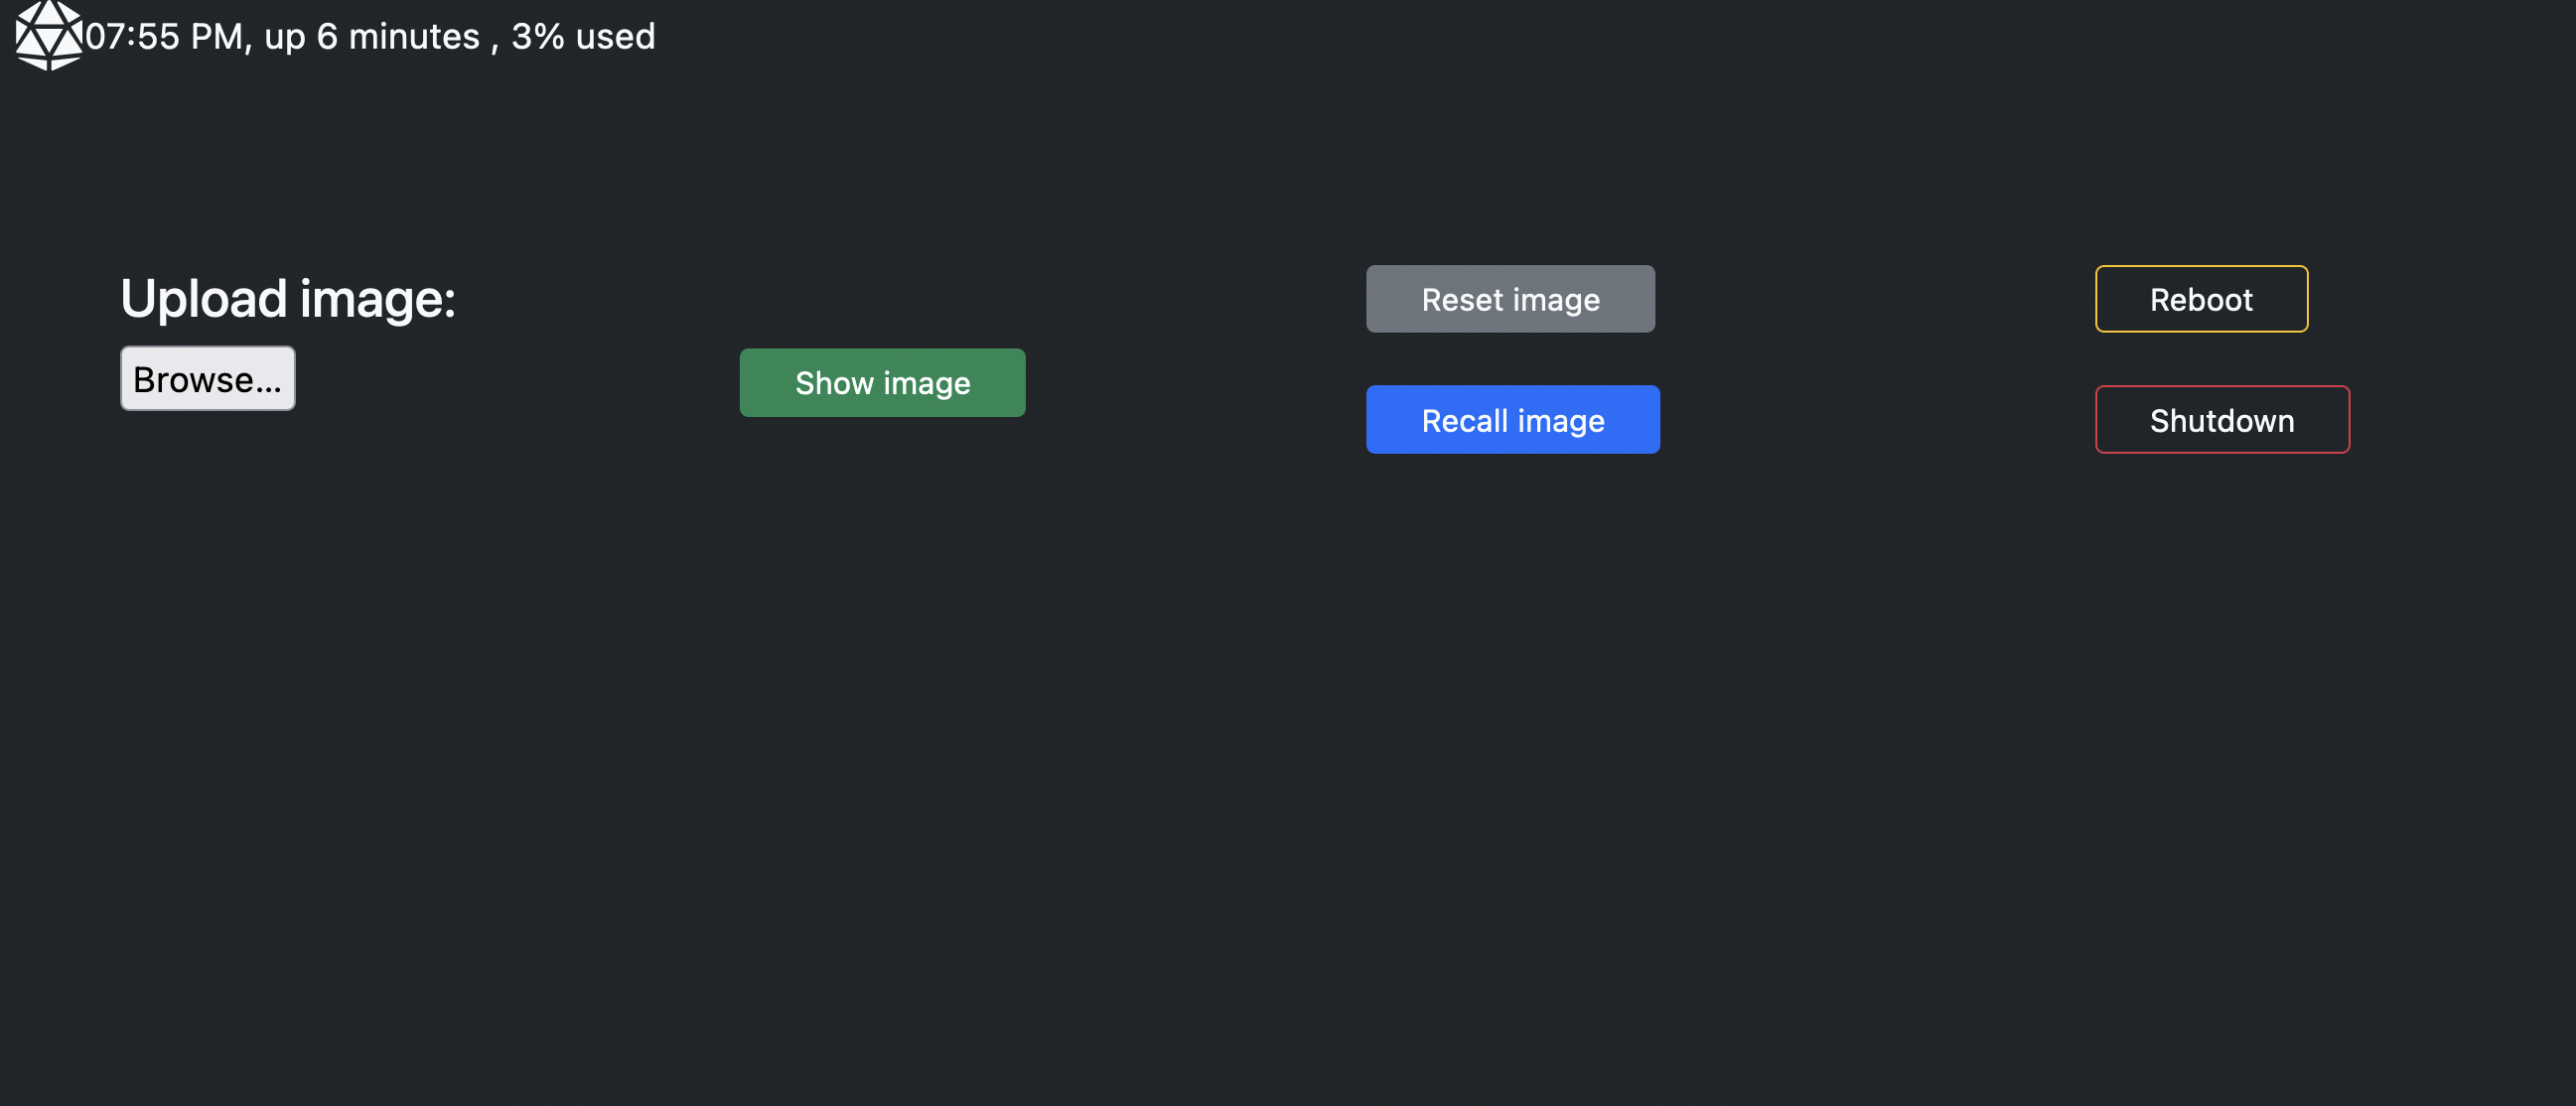 07:55 PM, up 6 minutes , 3% used
Upload image:
Browse...
Show image
Reset image
Recall image
Reboot
Shutdown